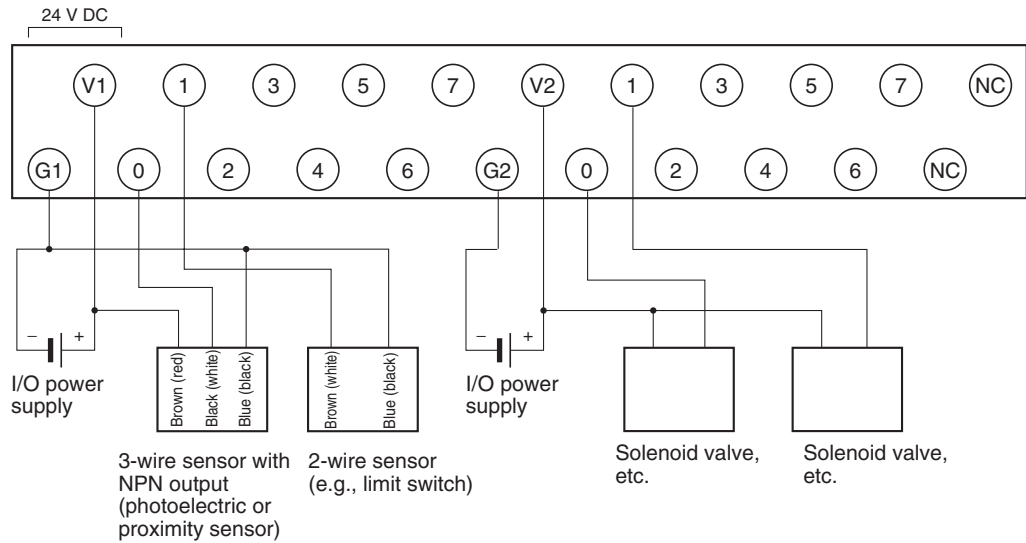 24 V DC
V1 1 3 5 7 V2 1 3 5 7 NC
G1 0 2 4 6 G2 0 2 4 6 NC
− +
I/O power
supply
Brown (red)
Black (white)
Blue (black)
3-wire sensor with
NPN output
(photoelectric or
proximity sensor)
Brown (white)
Blue (black)
2-wire sensor
(e.g., limit switch)
− +
I/O power
supply
Solenoid valve,
etc.
Solenoid valve,
etc.